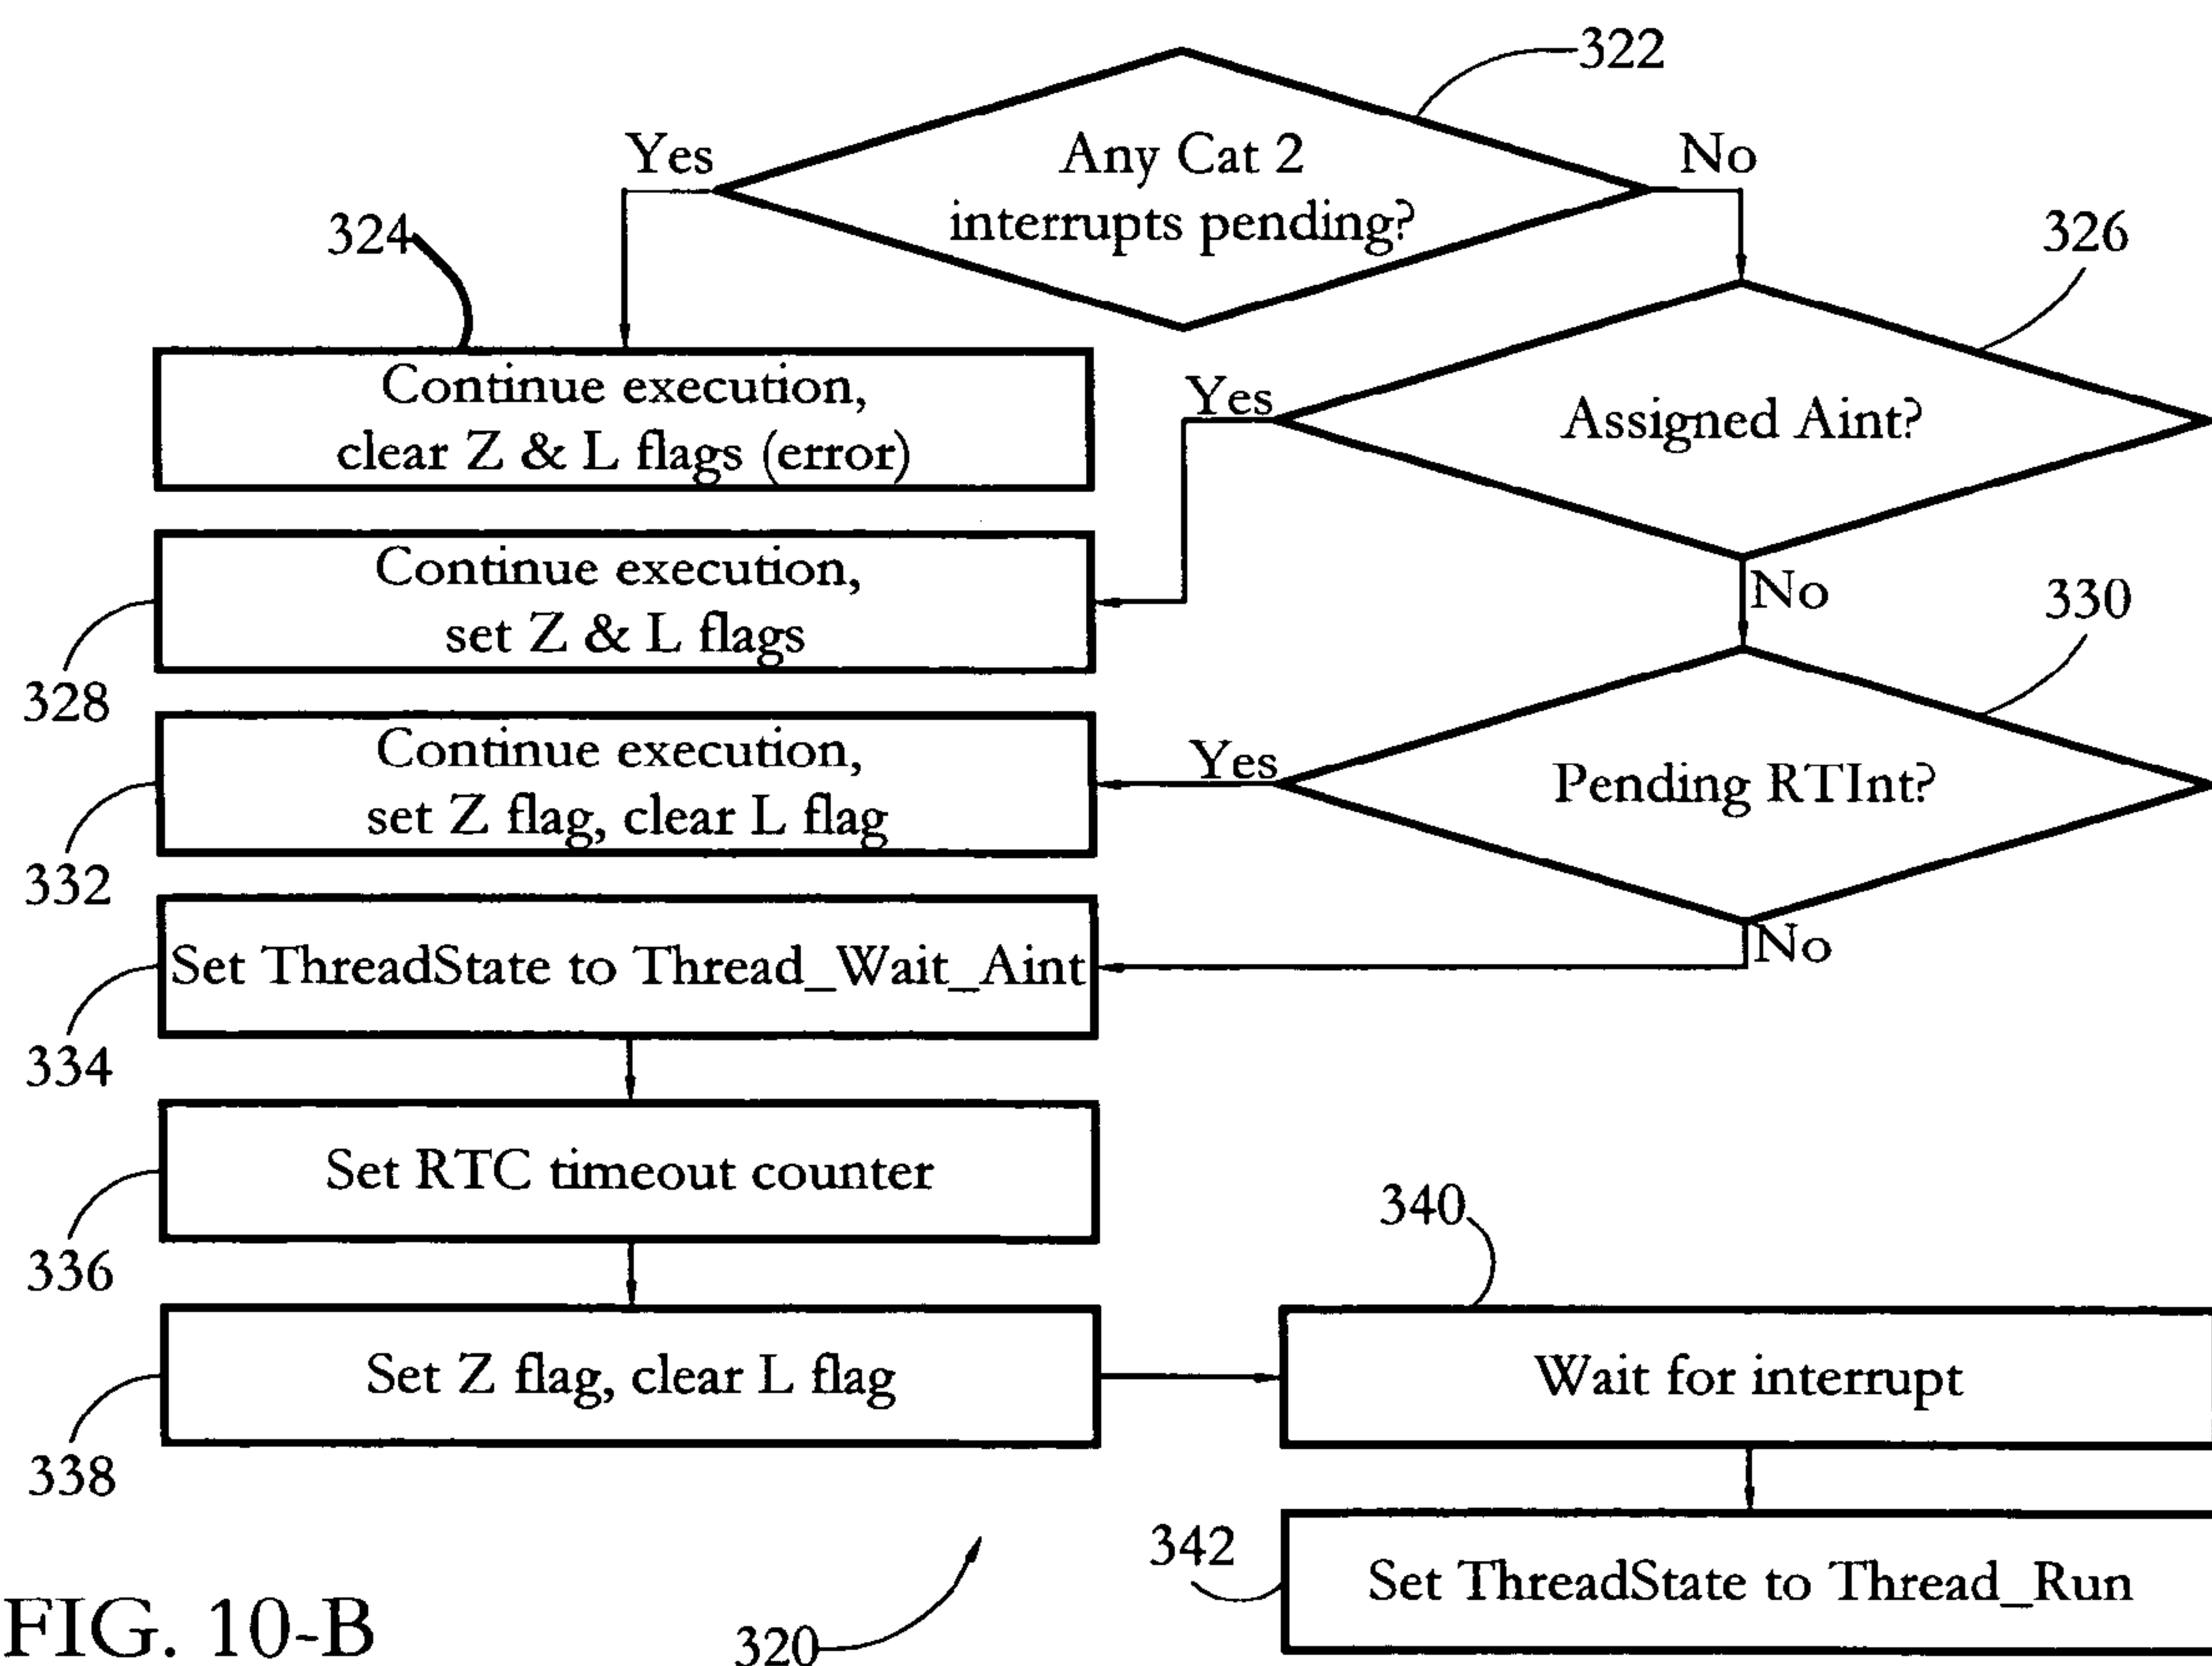 322
Yes
Any Cat 2
interrupts pending?
No
324
326
Continue execution,
clear Z & L flags (error)
Yes
Assigned Aint?
Continue execution,
set Z & L flags
No
330
328
Continue execution,
set Z flag, clear L flag
Yes
Pending RTInt?
332
Set ThreadState to Thread_Wait_Aint
No
334
Set RTC timeout counter
336
340
Set Z flag, clear L flag
Wait for interrupt
338
342
Set ThreadState to Thread_Run
FIG. 10-B
320